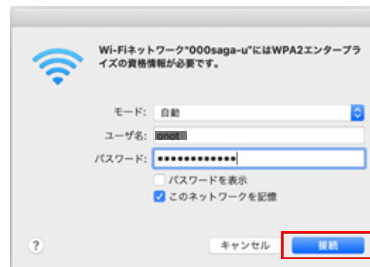 Wi-Fiネットワーク"000saga-u"にはWPA2エンタープラ
イズの資格情報が必要です。
モード: 自動
ユーザ名: onot
パスワード: ●●●●●●●●●●●●
パスワードを表示
このネットワークを記憶
? キャンセル 接続